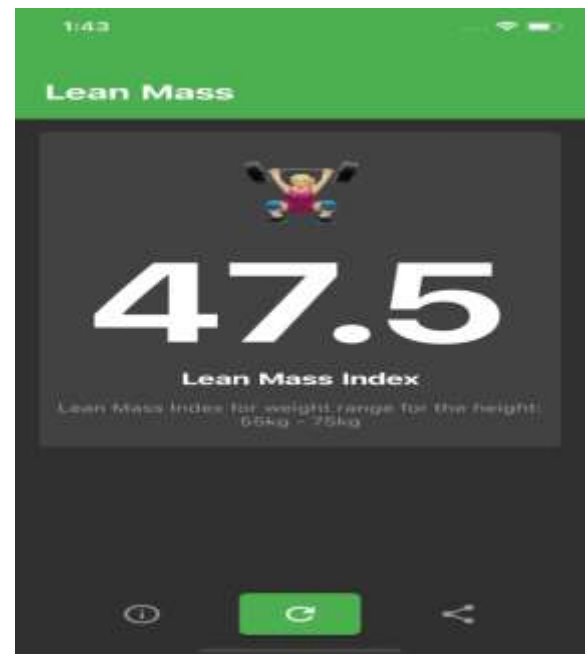 1:43
Lean Mass
47.5
Lean Mass Index
Lean Mass Index for weight range for the height:
55kg - 75kg